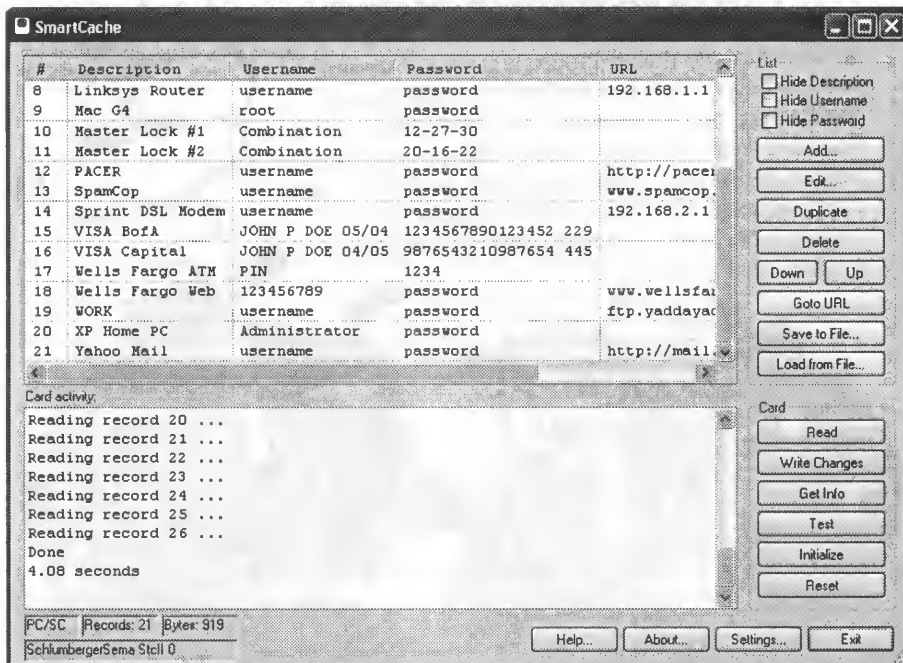 SmartCache
# Description Username Password URL
8 Linksys Router username password 192.168.1.1
9 Mac G4 root password
10 Master Lock #1 Combination 12-27-30
11 Master Lock #2 Combination 20-16-22
12 PACER username password http://pacer
13 SpamCop username password www.spamcop.
14 Sprint DSL Modem username password 192.168.2.1
15 VISA BofA JOHN P DOE 05/04 1234567890123452 229
16 VISA Capital JOHN P DOE 04/05 9876543210987654 445
17 Wells Fargo ATM PIN 1234
18 Wells Fargo Web 123456789 password www.wellsfar
19 WORK username password ftp.yaddayad
20 XP Home PC Administrator password
21 Yahoo Mail username password http://mail.
List
Hide Description
Hide Username
Hide Password
Add...
Edit...
Duplicate
Delete
Down Up
Goto URL
Save to File...
Load from File...
Card activity:
Reading record 20 ...
Reading record 21 ...
Reading record 22 ...
Reading record 23 ...
Reading record 24 ...
Reading record 25 ...
Reading record 26 ...
Done
4.08 seconds
Card
Read
Write Changes
Get Info
Test
Initialize
Reset
PC/SC Records: 21 Bytes: 919
SchlumbergerSema Stcll 0
Help... About... Settings... Exit